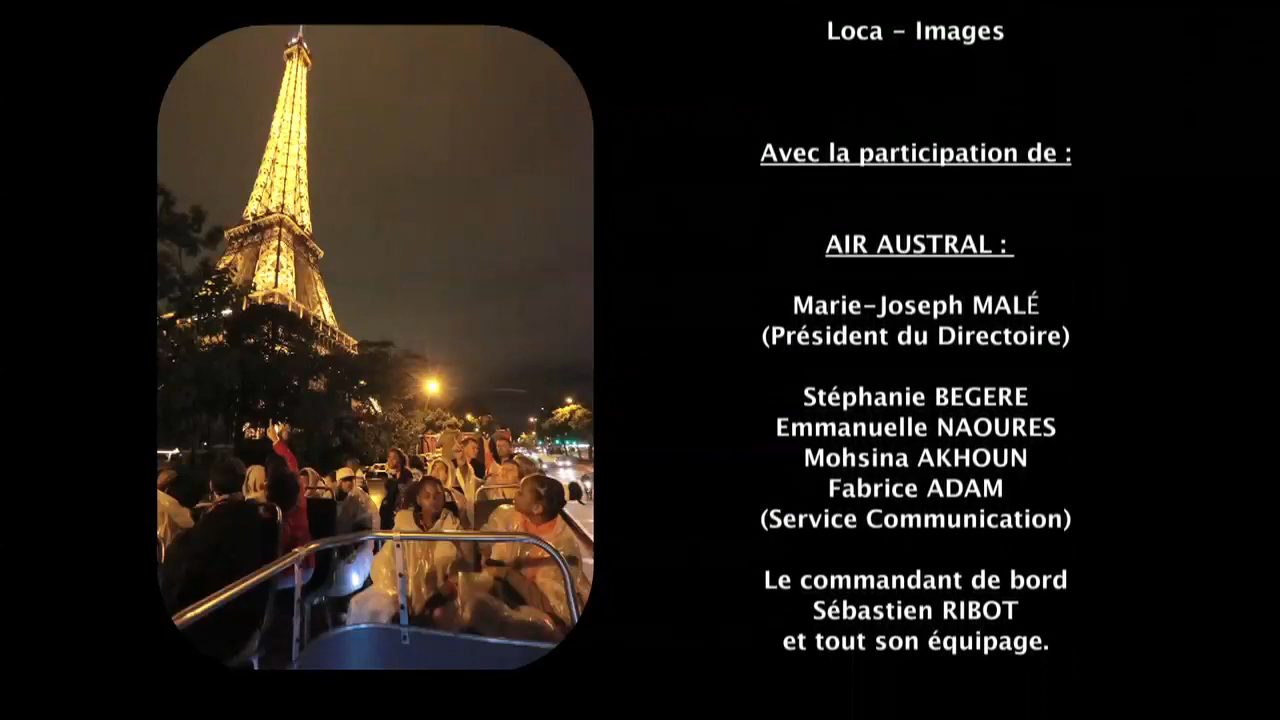 Loca - Images
Avec la participation de :
AIR AUSTRAL :
Marie-Joseph MALÉ
(Président du Directoire)
Stéphanie BEGERE
Emmanuelle NAOURES
Mohsina AKHOUN
Fabrice ADAM
(Service Communication)
Le commandant de bord
Sébastien RIBOT
et tout son équipage.